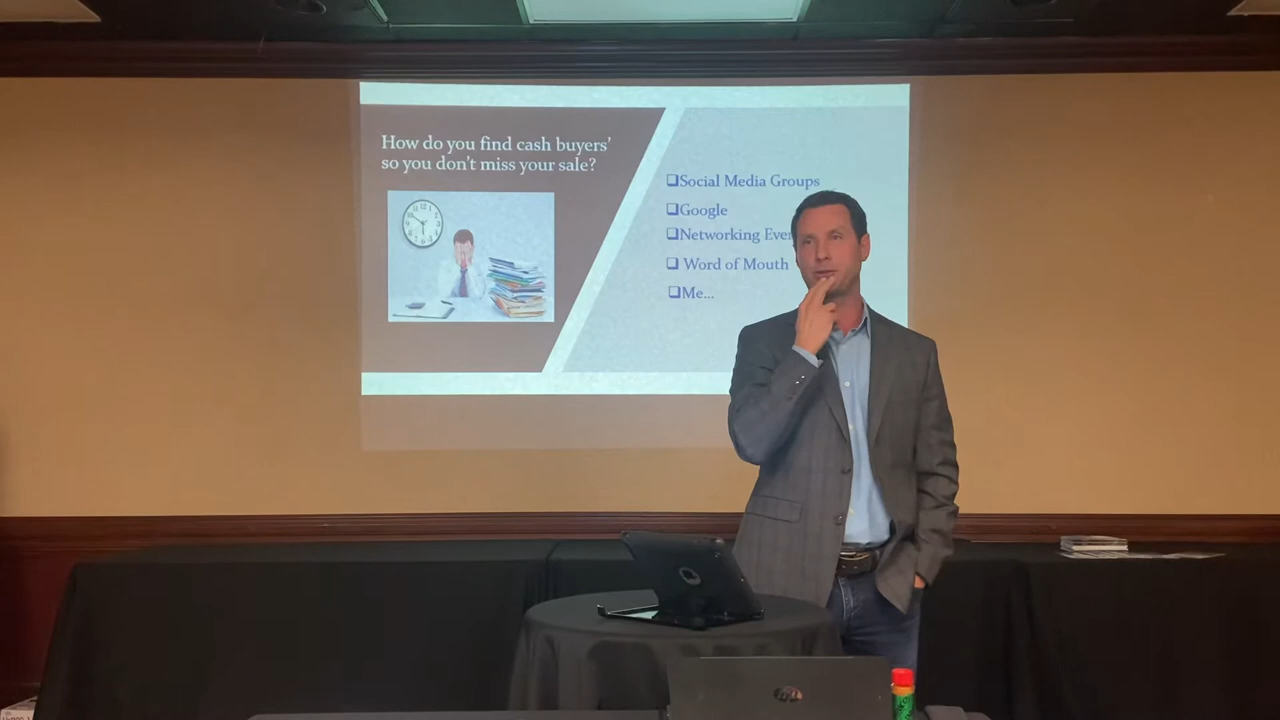 How do you find cash buyers'
so you don't miss your sale?
❑Social Media Groups
❑Google
❑Networking
❑ Word of Mouth
❑Me...
hp